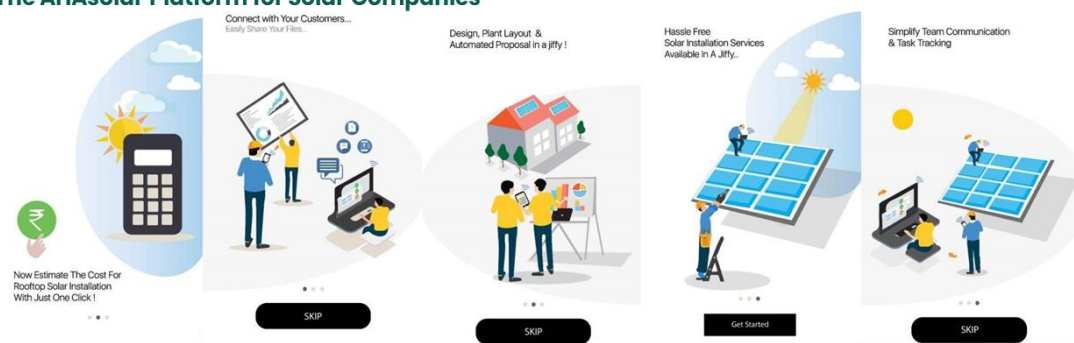 The AHAsolar Platform for Solar Companies
Now Estimate The Cost For
Rooftop Solar Installation
With Just One Click !
Connect with Your Customers...
Easily Share Your Files...
SKIP
Design, Plant Layout &
Automated Proposal in a jiffy !
SKIP
Hassle Free
Solar Installation Services
Available In A Jiffy..
Get Started
Simplify Team Communication
& Task Tracking
SKIP